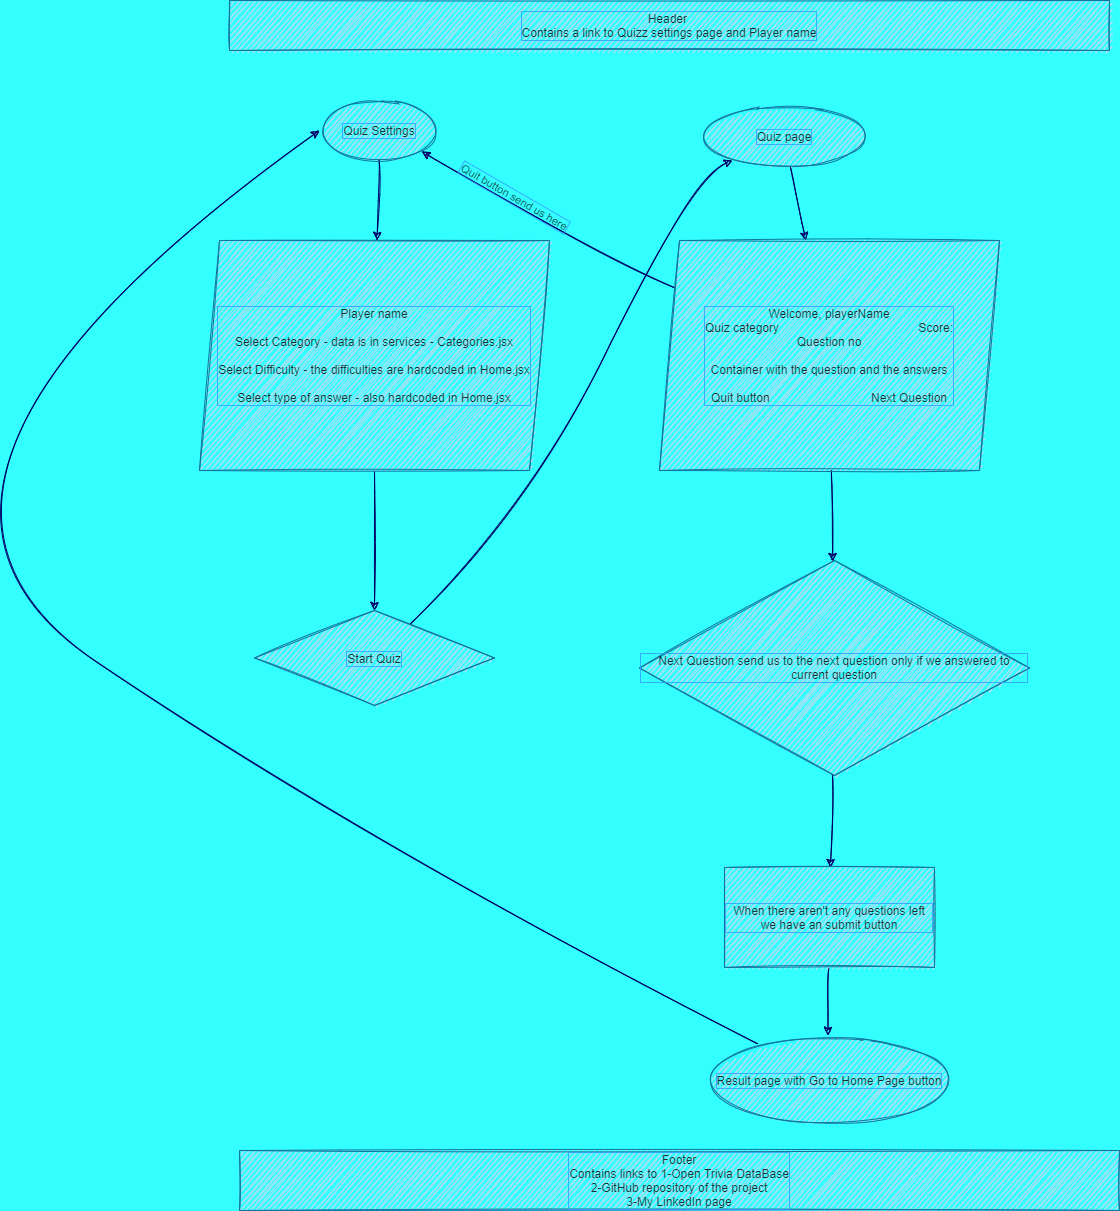 Header
Contains a link to Quizz settings page and Player name
Quiz Settings
Quiz page
Quit button send us here
Player name
Select Category - data is in services - Categories.jsx
Select Difficulty - the difficulties are hardcoded in Home.jsx
Select type of answer - also hardcoded in Home.jsx
Welcome, playerName
Quiz category Score:
Question no
Container with the question and the answers
Quit button Next Question
Start Quiz
Next Question send us to the next question only if we answered to
current question
When there aren't any questions left
we have an submit button
Result page with Go to Home Page button
Footer
Contains links to 1-Open Trivia DataBase
2-GitHub repository of the project
3-My LinkedIn page